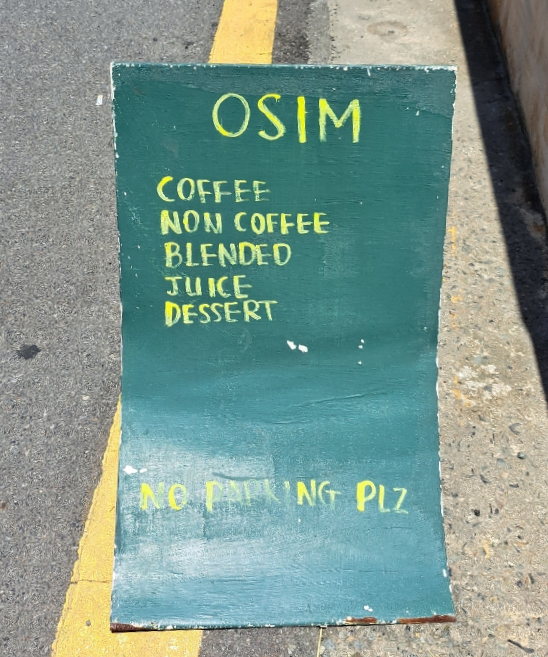 OSIM
COFFEE
NON COFFEE
BLENDED
JUICE
DESSERT
NO PARKING PLZ